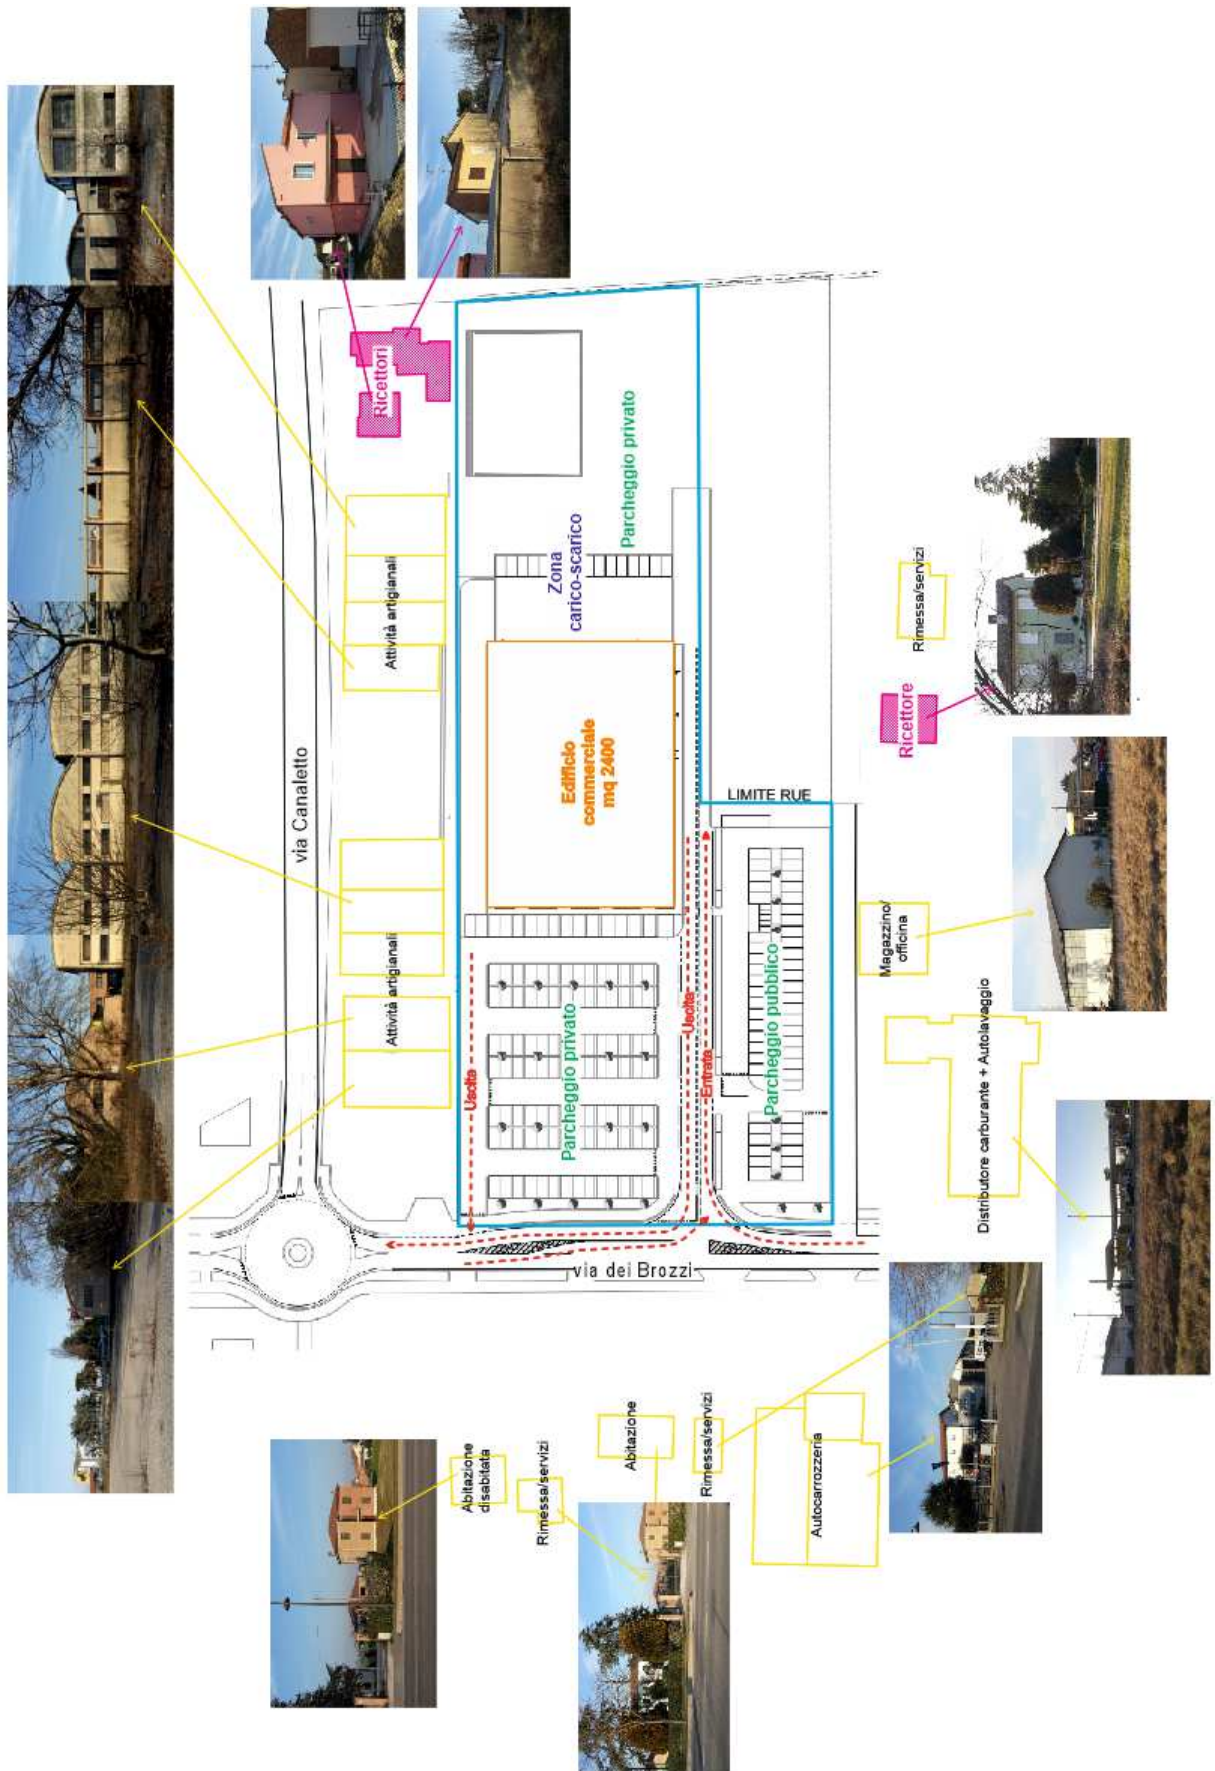 Ricettori
Parcheggio privato
Zona
carico-scarico
Attività artigianali
Rimessa/servizi
Ricettore
via Canaletto
Edificio
commerciale
mq 2400
LIMITE RUE
Magazzino/
officina
Attività artigianali
Uscita
Parcheggio privato
Uscita
Entrata
Parcheggio pubblico
Distributore carburante + Autolavaggio
via dei Brozzi
Abitazione
disabitata
Rimessa/servizi
Abitazione
Rimessa/servizi
Autocarrozzeria